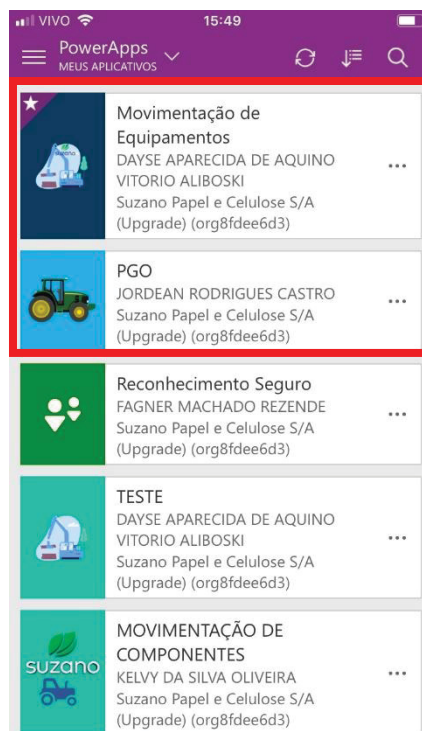 VIVO 15:49
PowerApps
MEUS APLICATIVOS
Movimentação de
Equipamentos
DAYSE APARECIDA DE AQUINO
VITORIO ALIBOSKI
Suzano Papel e Celulose S/A
(Upgrade) (org8fdee6d3)
PGO
JORDEAN RODRIGUES CASTRO
Suzano Papel e Celulose S/A
(Upgrade) (org8fdee6d3)
Reconhecimento Seguro
FAGNER MACHADO REZENDE
Suzano Papel e Celulose S/A
(Upgrade) (org8fdee6d3)
TESTE
DAYSE APARECIDA DE AQUINO
VITORIO ALIBOSKI
Suzano Papel e Celulose S/A
(Upgrade) (org8fdee6d3)
suzano
MOVIMENTAÇÃO DE
COMPONENTES
KELVY DA SILVA OLIVEIRA
Suzano Papel e Celulose S/A
(Upgrade) (org8fdee6d3)